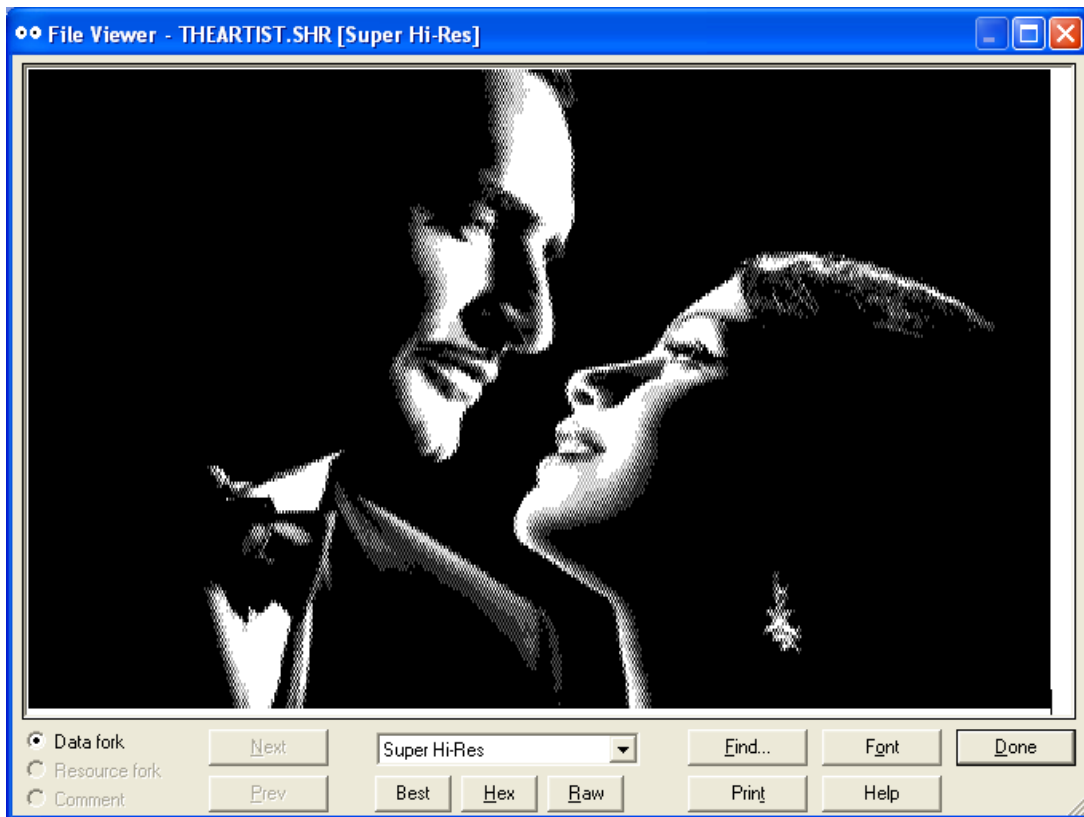 File Viewer - THEARTIST.SHR [Super Hi-Res]
Data fork
Resource fork
Comment
Next
Prev
Super Hi-Res
Best
Hex
Raw
Find...
Font
Done
Print
Help